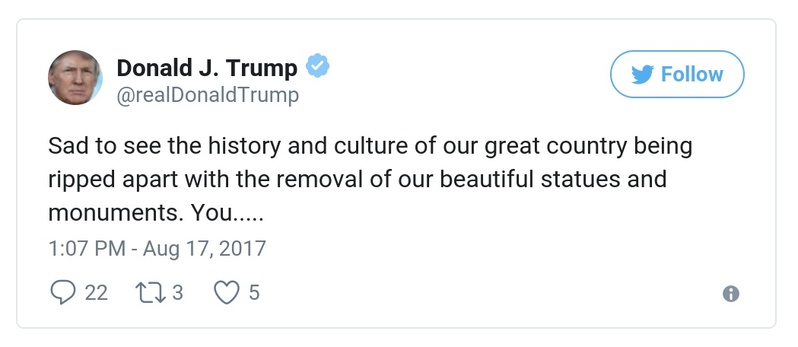 Donald J. Trump
@realDonaldTrump
Follow
Sad to see the history and culture of our great country being
ripped apart with the removal of our beautiful statues and
monuments. You.....
1:07 PM - Aug 17, 2017
22 3 5